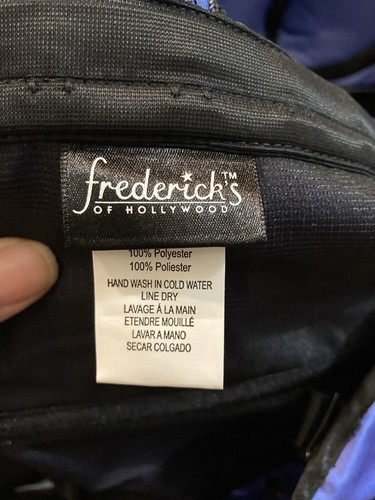 frederick's™
OF HOLLYWOOD
100% Polyester
100% Poliester
HAND WASH IN COLD WATER
LINE DRY
LAVAGE Á LA MAIN
ETENDRE MOUILLÉ
LAVAR A MANO
SECAR COLGADO